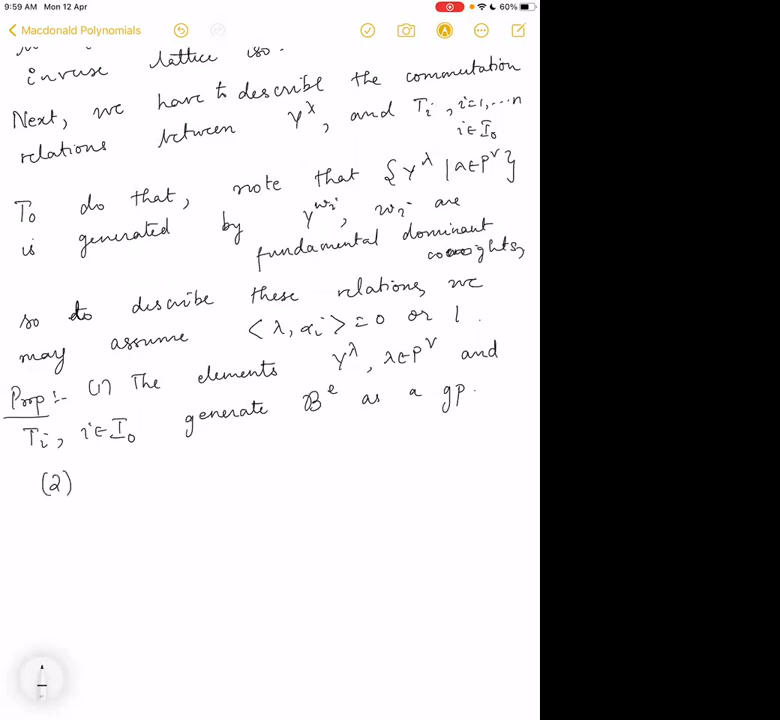 9:59 AM Mon 12 Apr 60%
Macdonald Polynomials
inverse lattice iso.
Next, we have to describe the commutation
relations between Y^λ, and T_i, i=1,...n
i∈I_0
To do that, note that {Y^λ | λ∈P^∨}
is generated by Y^{ω_i}, ω_i are
fundamental dominant
coweights,
so to describe these relations, we
may assume <λ, α_i> = 0 or 1.
Prop:- (1) The elements Y^λ, λ∈P^∨ and
T_i, i∈I_0 generate B^e as a gp.
(2)